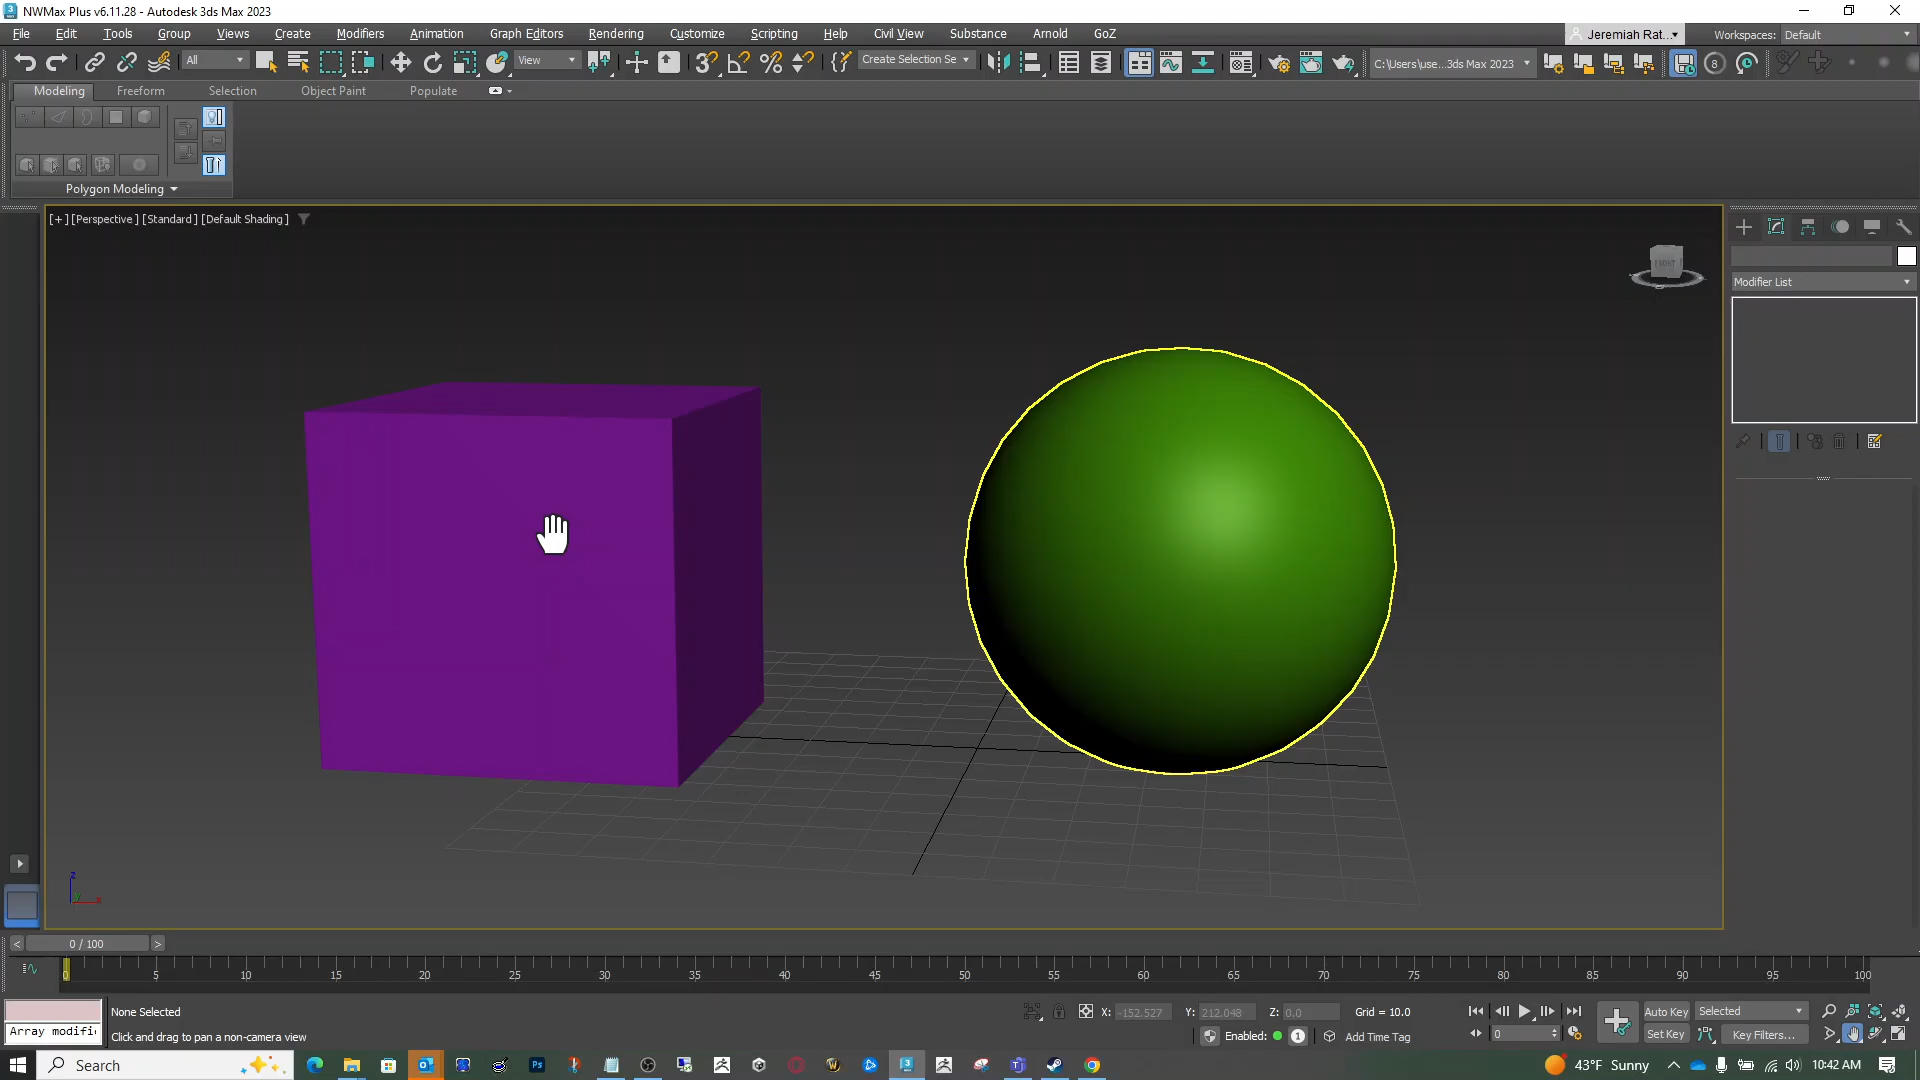 NWMax Plus v6.11.28 - Autodesk 3ds Max 2023
File Edit Tools Group Views Create Modifiers Animation Graph Editors Rendering Customize Scripting Help Civil View Substance Arnold GoZ Jeremiah Rat... Workspaces: Default
All View Create Selection Se C:\Users\use...3ds Max 2023 8
Modeling Freeform Selection Object Paint Populate
Polygon Modeling
[+] [Perspective] [Standard] [Default Shading]
FRONT
Modifier List
z
y x
< 0 / 100 >
0 5 10 15 20 25 30 35 40 45 50 55 60 65 70 75 80 85 90 95 100
None Selected X: -152.527 Y: 212.048 Z: 0.0 Grid = 10.0 Auto Key Selected
Array modifi
Click and drag to pan a non-camera view Enabled: 1 Add Time Tag 0 Set Key Key Filters...
Search 43°F Sunny 10:42 AM